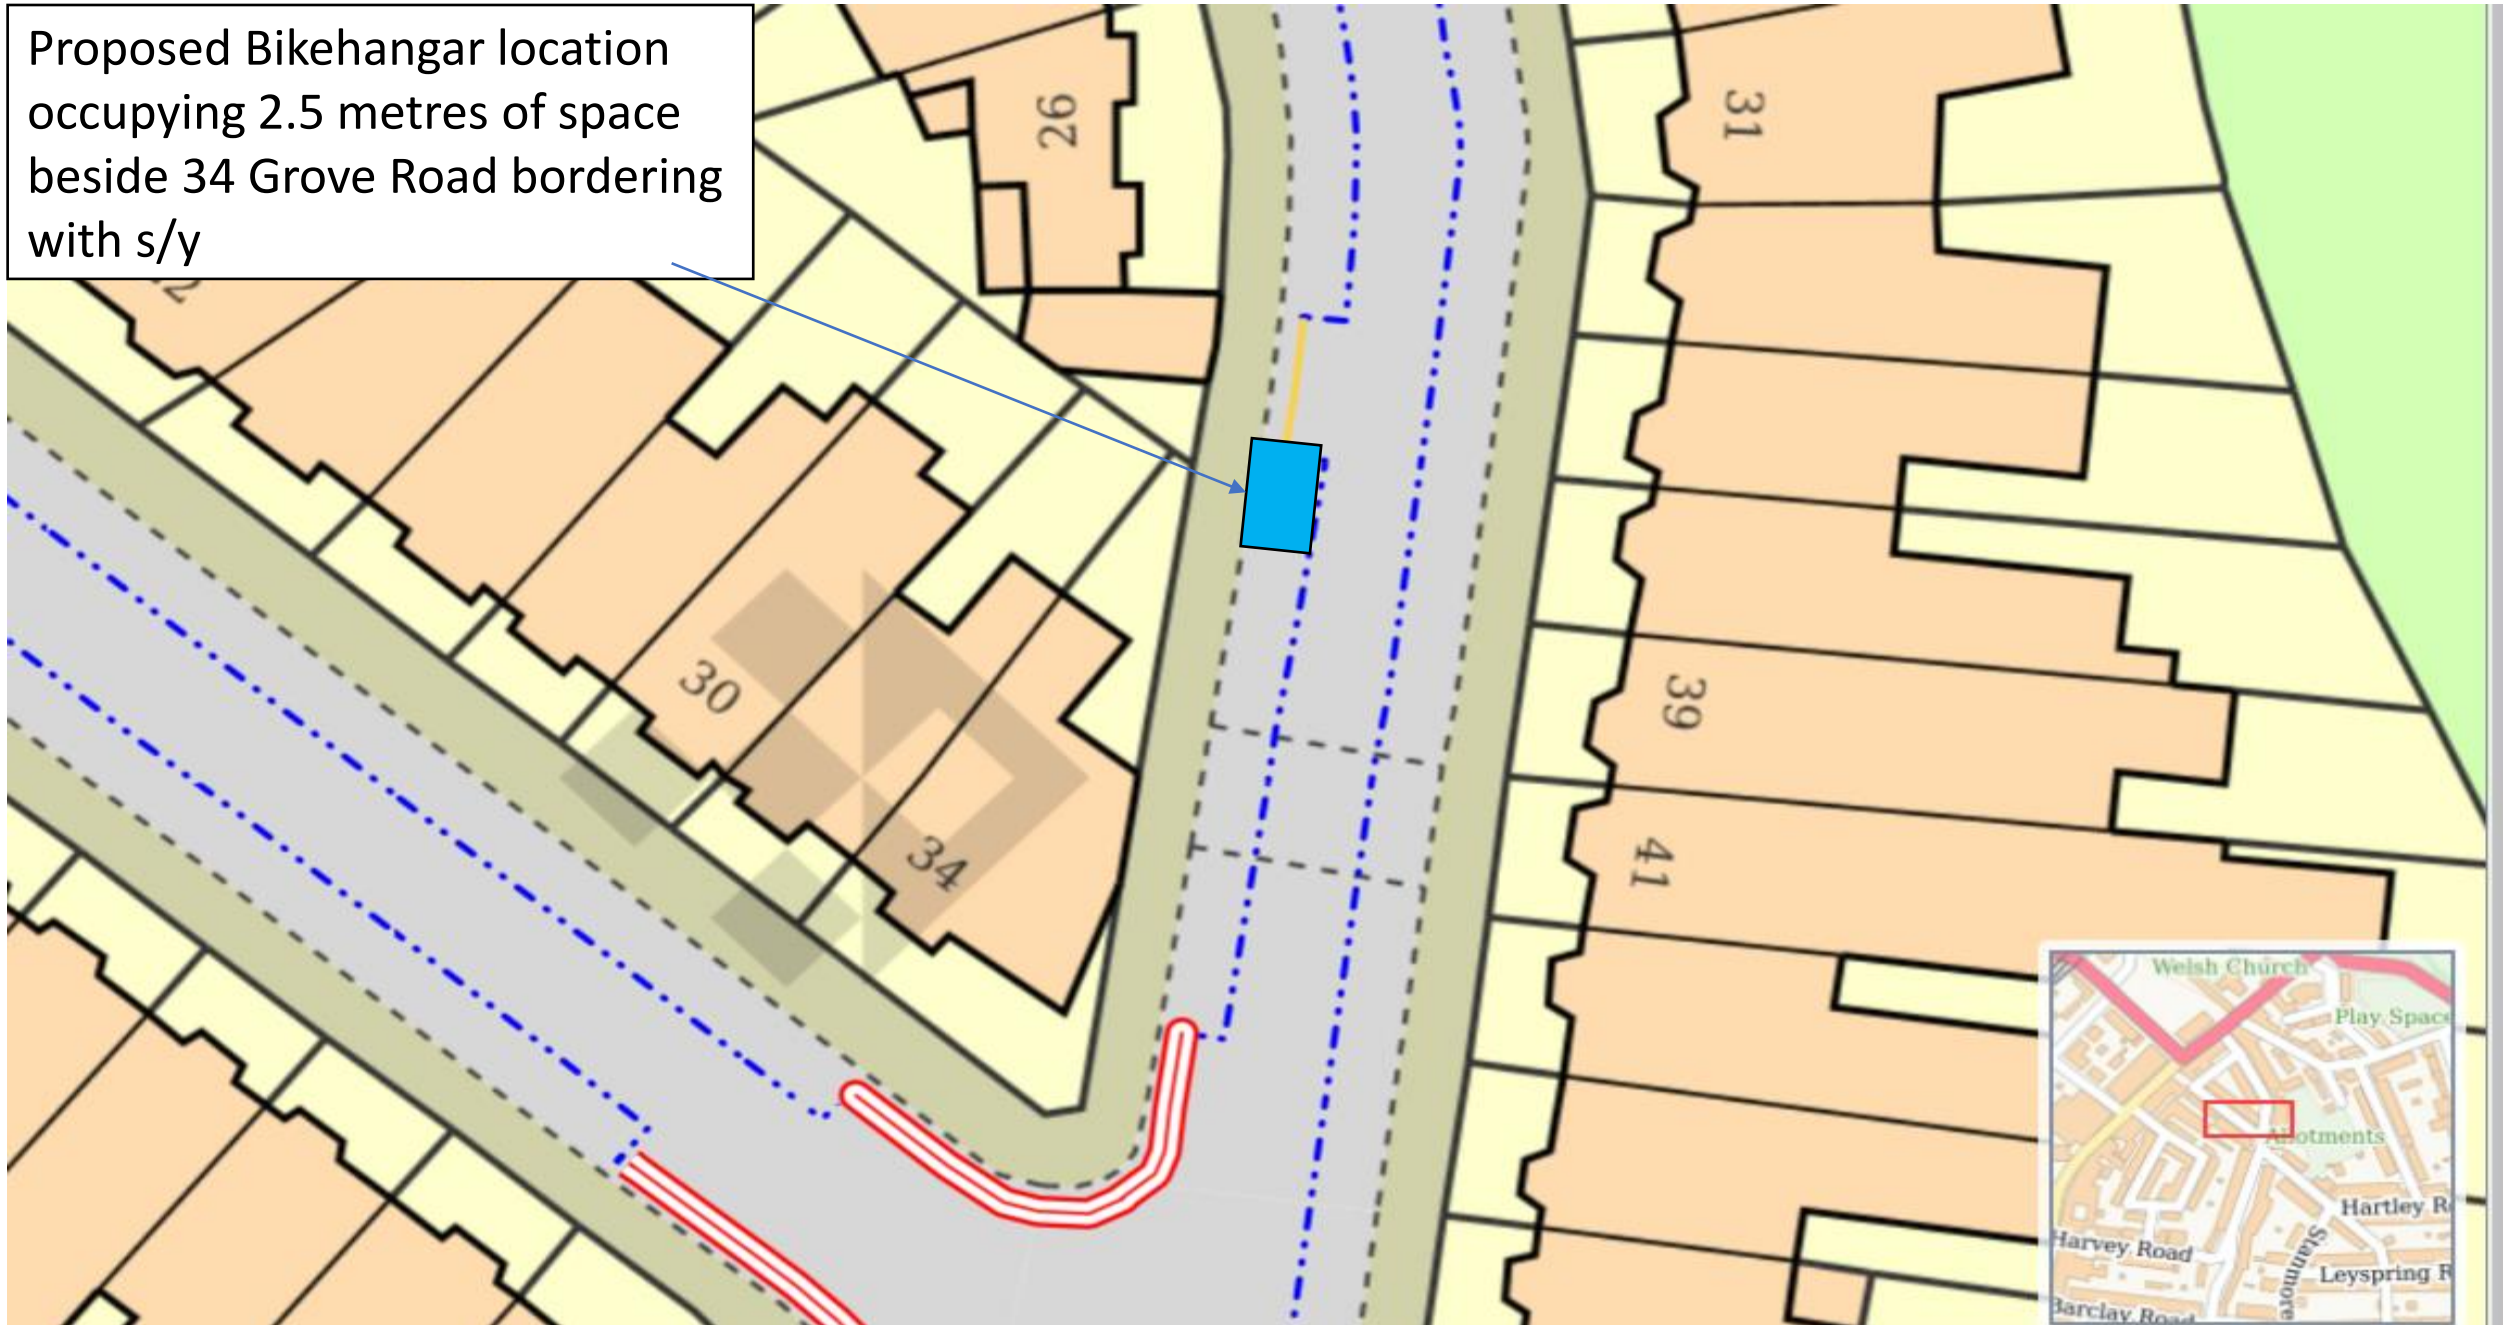 Proposed Bikehangar location
occupying 2.5 metres of space
beside 34 Grove Road bordering
with s/y
26
31
30
39
34
41
Welsh Church
Play Space
Allotments
Hartley R
Harvey Road
Stanmore
Leyspring R
Barclay Road